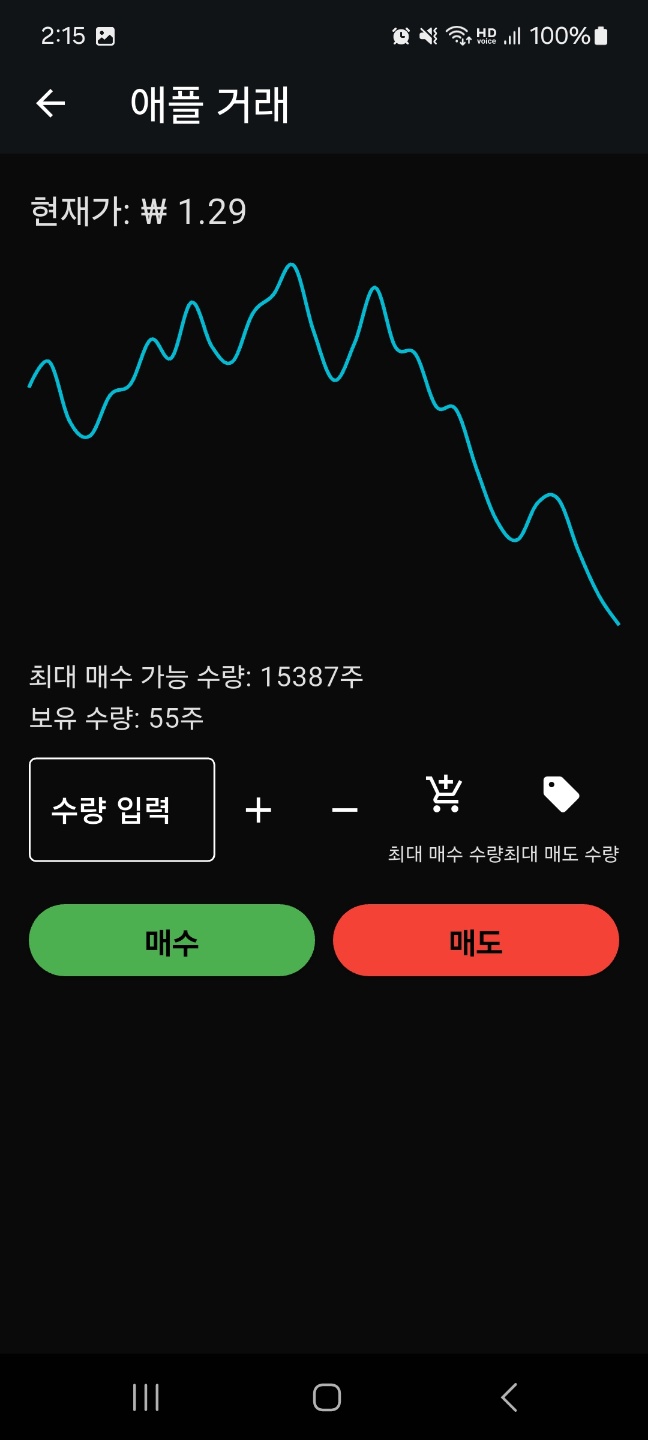 2:15 HD voice 100%
애플 거래
현재가: ₩ 1.29
최대 매수 가능 수량: 15387주
보유 수량: 55주
수량 입력
최대 매수 수량 최대 매도 수량
매수 매도